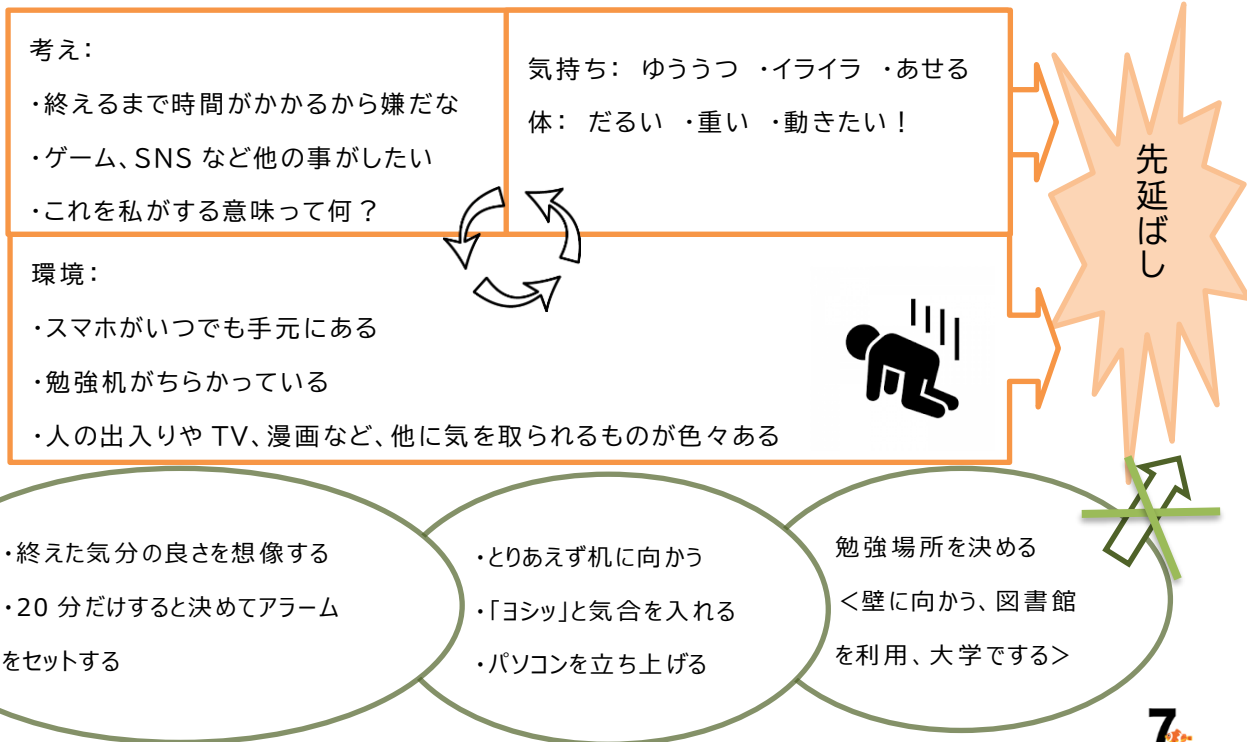 考え：
・終えるまで時間がかかるから嫌だな
・ゲーム、SNS など他の事がしたい
・これを私がする意味って何？
気持ち： ゆううつ ・イライラ ・あせる
体： だるい ・重い ・動きたい！
先延ばし
環境：
・スマホがいつでも手元にある
・勉強机がちらかっている
・人の出入りや TV、漫画など、他に気を取られるものが色々ある
・終えた気分の良さを想像する
・20 分だけすると決めてアラーム
をセットする
・とりあえず机に向かう
・「ヨシッ」と気合を入れる
・パソコンを立ち上げる
勉強場所を決める
＜壁に向かう、図書館
を利用、大学でする＞
7